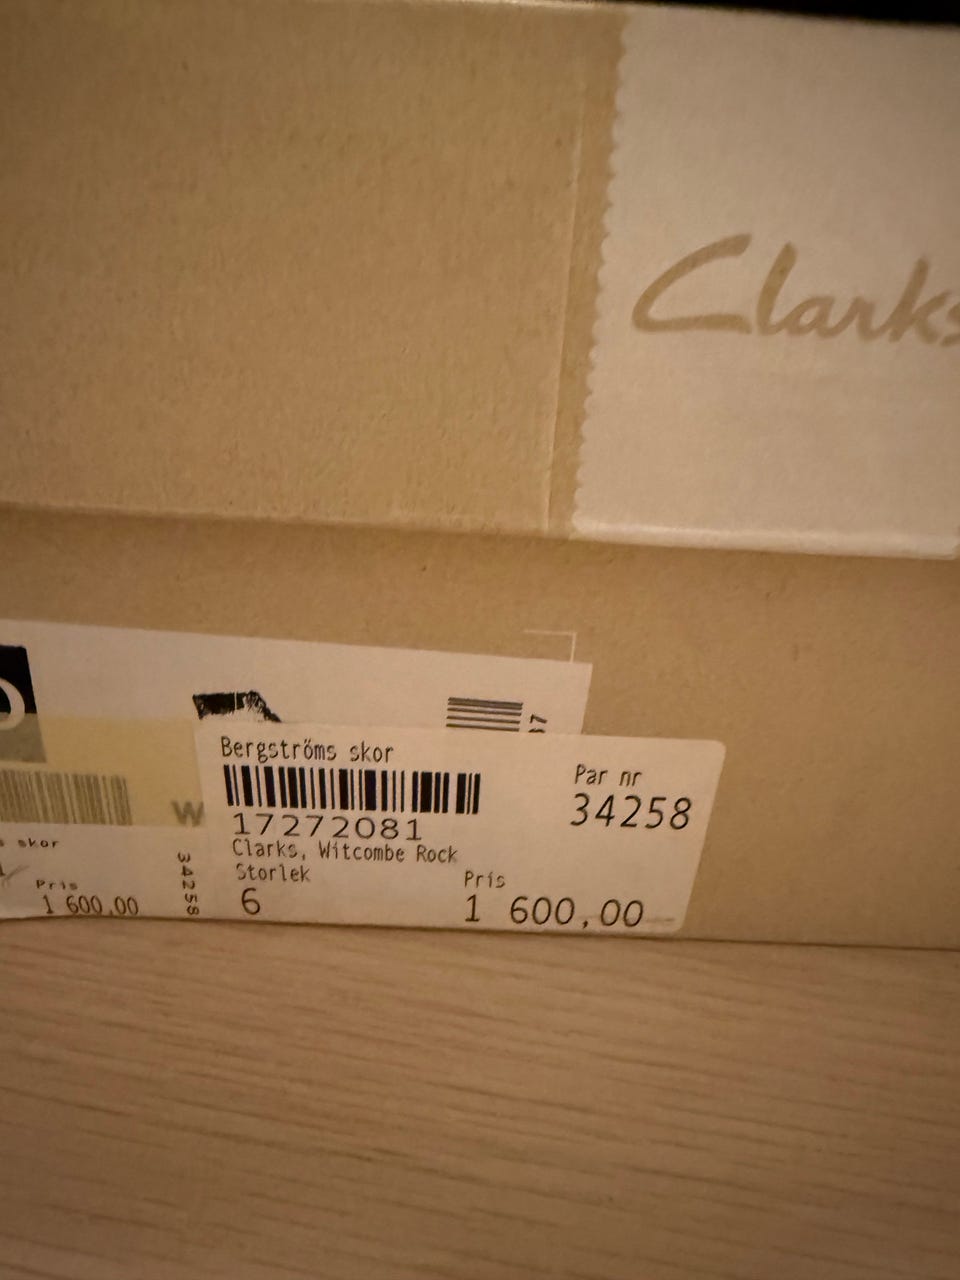 Clarks
Bergströms skor
Par nr
34258
17272081
Clarks, Witcombe Rock
Storlek
Pris
6
1 600,00
skor
Pris
1 600,00
34258
W